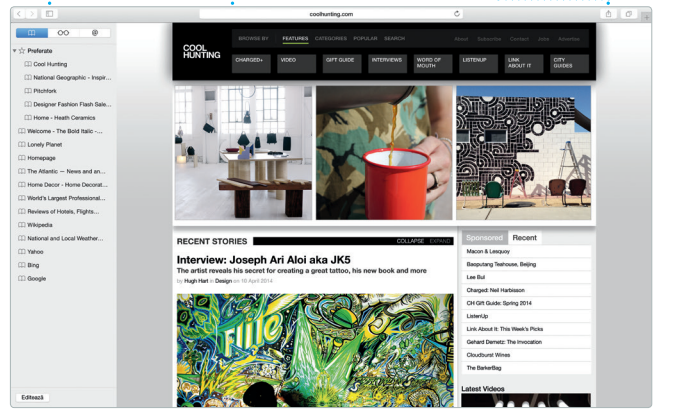 coolhunting.com
Preferate
Cool Hunting
National Geographic - Inspir...
Pitchfork
Designer Fashion Flash Sale...
Home - Heath Ceramics
Welcome - The Bold Italic -...
Lonely Planet
Homepage
The Atlantic — News and an...
Home Decor - Home Decorat...
World's Largest Professional...
Reviews of Hotels, Flights...
Wikipedia
National and Local Weather...
Yahoo
Bing
Google
Editează
COOL
HUNTING
BROWSE BY FEATURES CATEGORIES POPULAR SEARCH
About Subscribe Contact Jobs Advertise
CHARGED+ VIDEO GIFT GUIDE INTERVIEWS WORD OF MOUTH LISTENUP LINK ABOUT IT CITY GUIDES
RECENT STORIES COLLAPSE EXPAND
Interview: Joseph Ari Aloi aka JK5
The artist reveals his secret for creating a great tattoo, his new book and more
by Hugh Hart in Design on 10 April 2014
Flite
Sponsored Recent
Macon & Lesquoy
Baoputang Teahouse, Beijing
Lee Bul
Charged: Neil Harbisson
CH Gift Guide: Spring 2014
ListenUp
Link About It: This Week's Picks
Gehard Demetz: The Invocation
Cloudburst Wines
The BarkerBag
Latest Videos